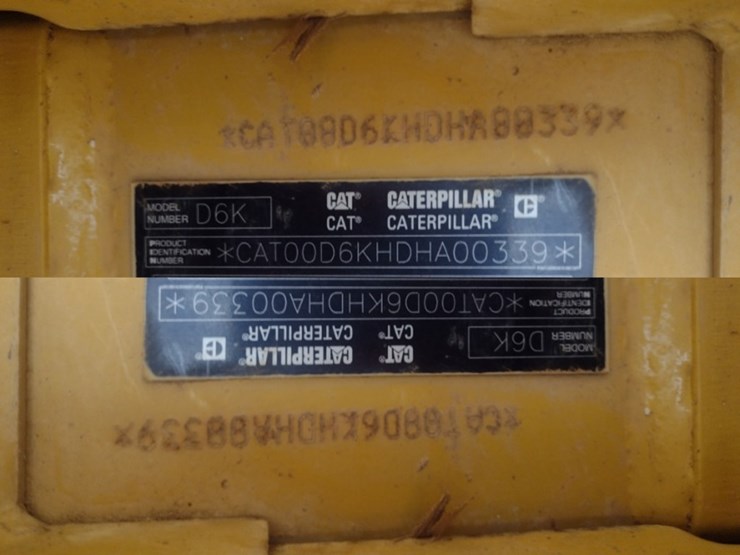 *CAT00D6KHDHA00339*
MODEL NUMBER D6K
CAT® CATERPILLAR®
CAT® CATERPILLAR®
PRODUCT IDENTIFICATION NUMBER *CAT00D6KHDHA00339*
PRODUCT IDENTIFICATION NUMBER *CAT00D6KHDHA00339*
CAT® CATERPILLAR®
CAT® CATERPILLAR®
MODEL NUMBER D6K
*CAT00D6KHDHA00339*